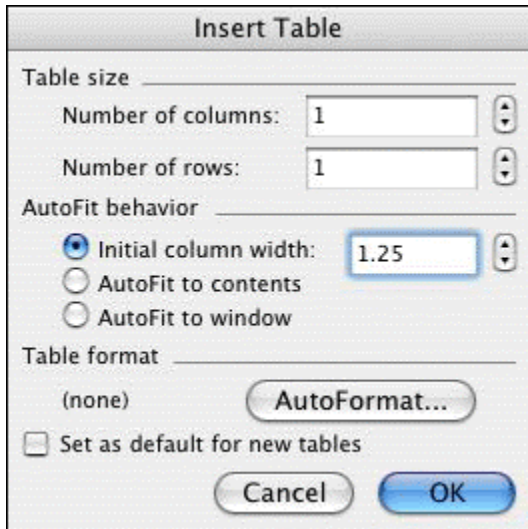 Insert Table
Table size
Number of columns: 1
Number of rows: 1
AutoFit behavior
Initial column width: 1.25
AutoFit to contents
AutoFit to window
Table format
(none) AutoFormat...
Set as default for new tables
Cancel OK